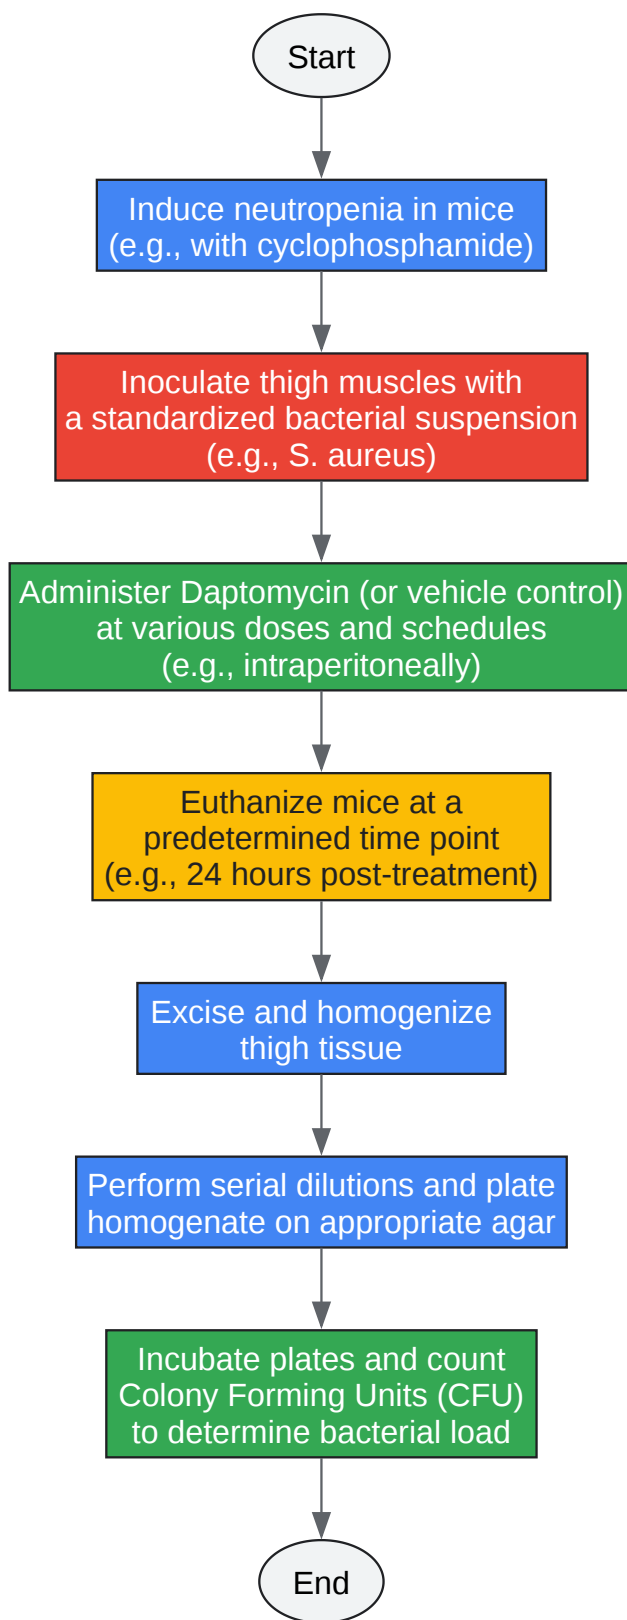 Start
Induce neutropenia in mice
(e.g., with cyclophosphamide)
Inoculate thigh muscles with
a standardized bacterial suspension
(e.g., S. aureus)
Administer Daptomycin (or vehicle control)
at various doses and schedules
(e.g., intraperitoneally)
Euthanize mice at a
predetermined time point
(e.g., 24 hours post-treatment)
Excise and homogenize
thigh tissue
Perform serial dilutions and plate
homogenate on appropriate agar
Incubate plates and count
Colony Forming Units (CFU)
to determine bacterial load
End